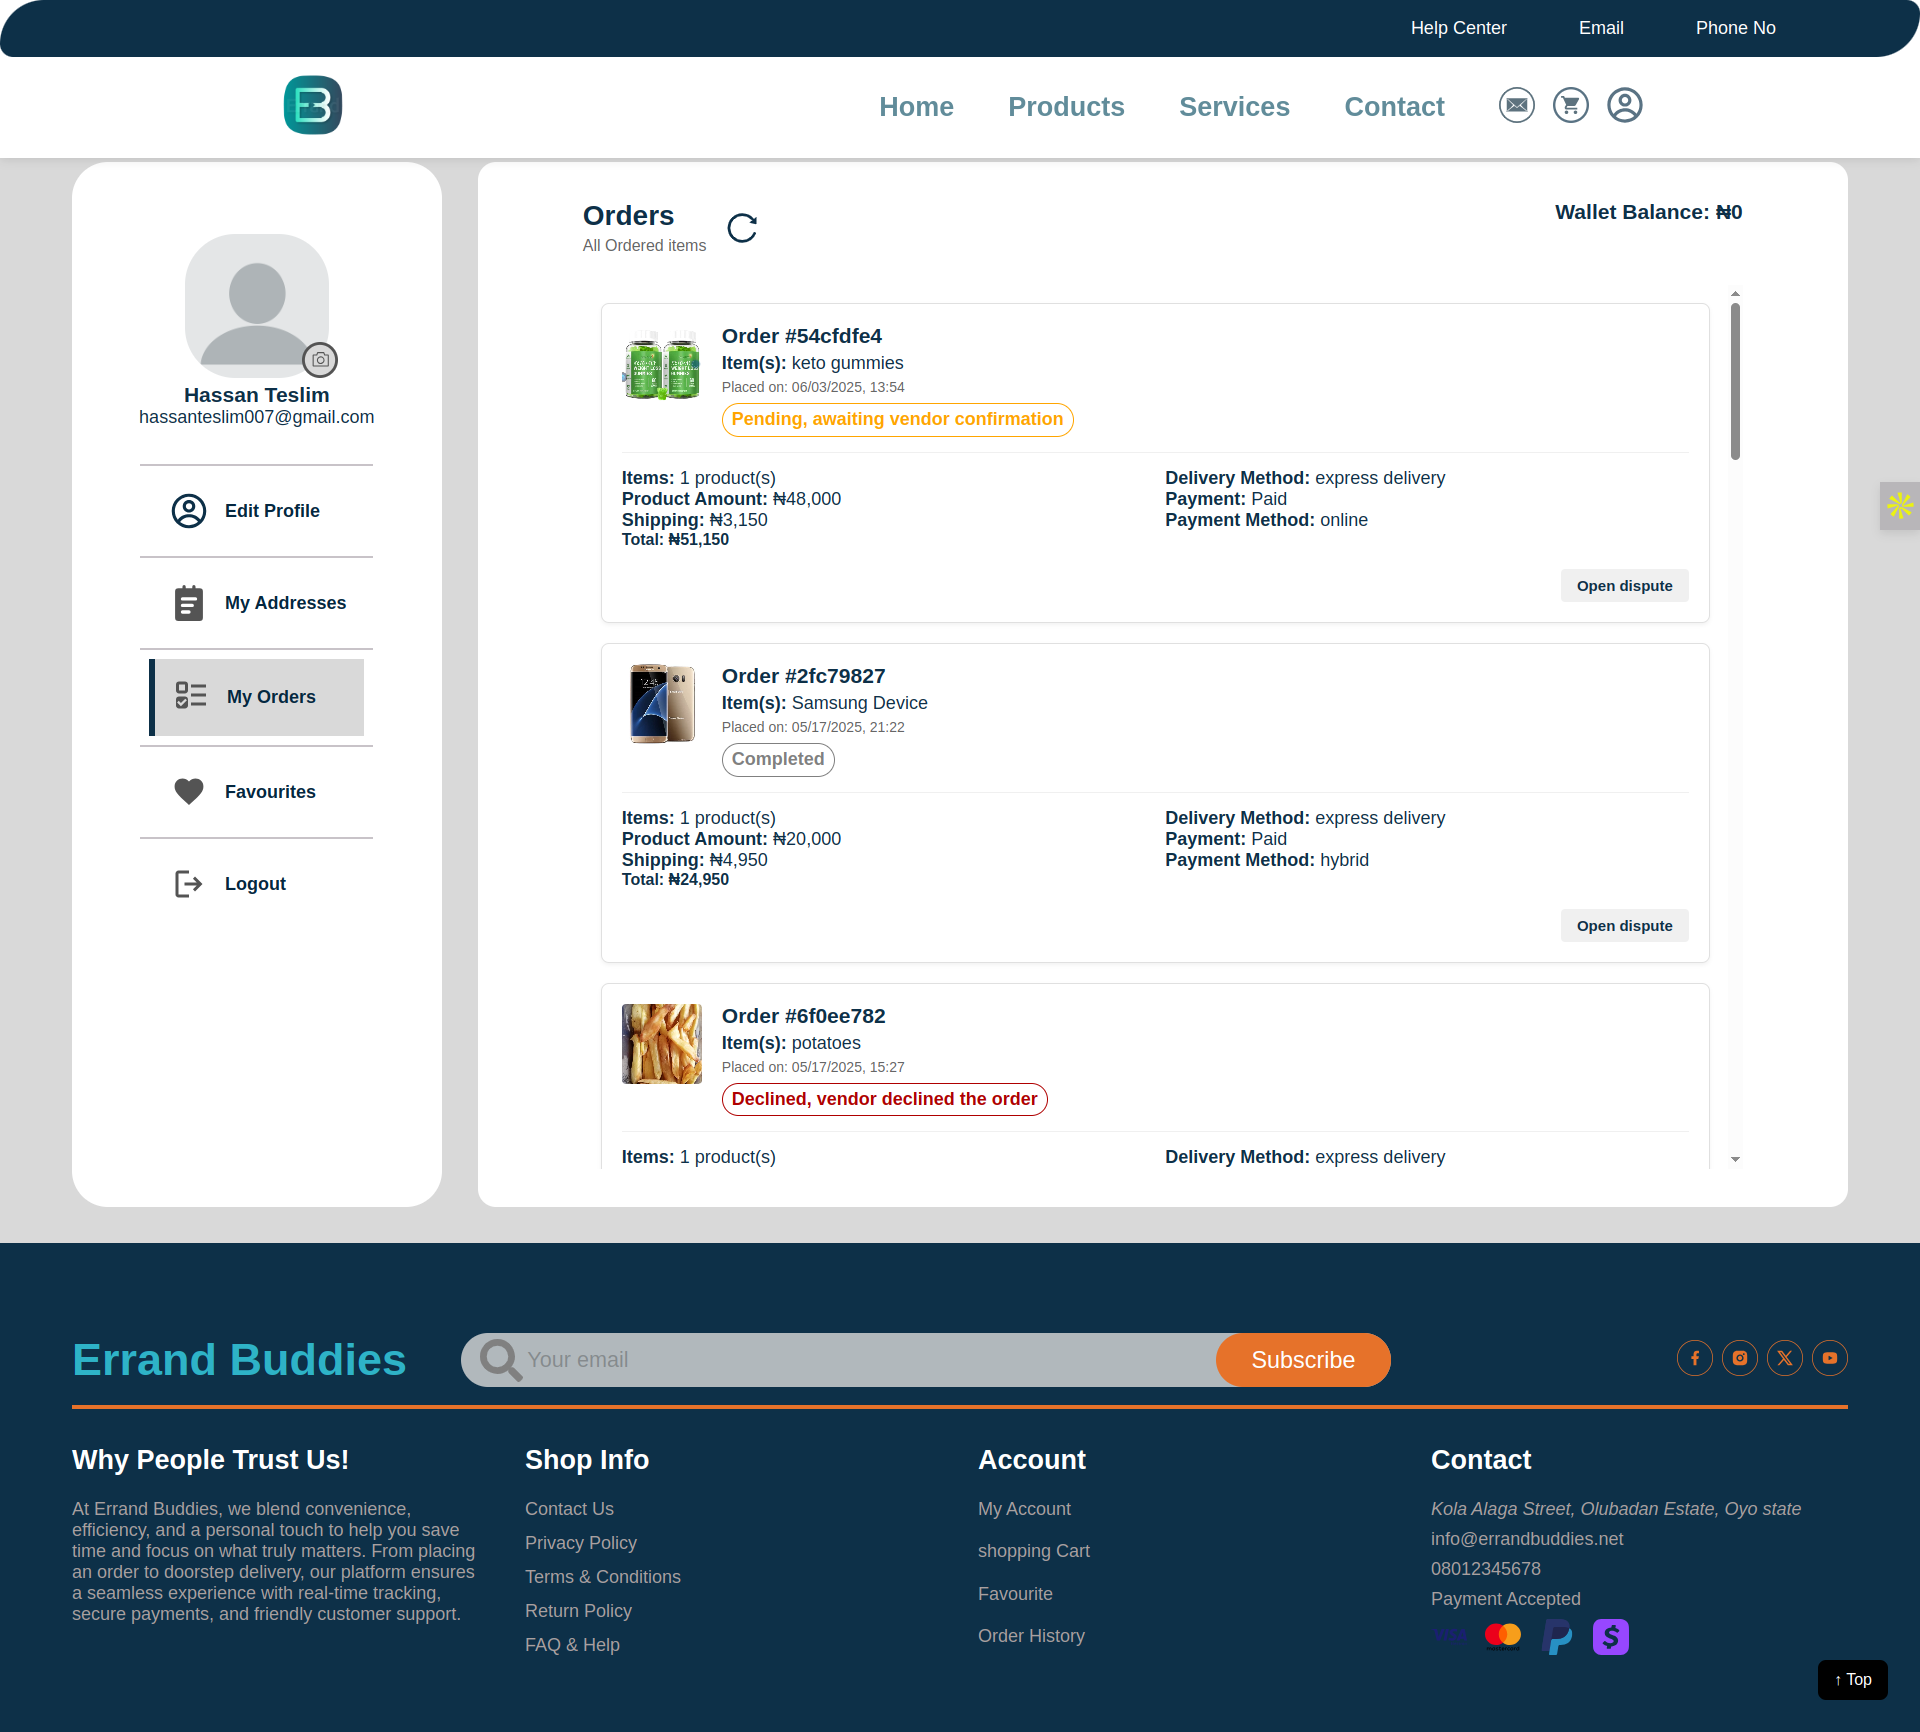 Help Center
Email
Phone No
Home
Products
Services
Contact
Hassan Teslim
hassanteslim007@gmail.com
Edit Profile
My Addresses
My Orders
Favourites
Logout
Orders
All Ordered items
Wallet Balance: ₦0
Order #54cfdfe4
Item(s): keto gummies
Placed on: 06/03/2025, 13:54
Pending, awaiting vendor confirmation
Items: 1 product(s)
Product Amount: ₦48,000
Shipping: ₦3,150
Total: ₦51,150
Delivery Method: express delivery
Payment: Paid
Payment Method: online
Open dispute
Order #2fc79827
Item(s): Samsung Device
Placed on: 05/17/2025, 21:22
Completed
Items: 1 product(s)
Product Amount: ₦20,000
Shipping: ₦4,950
Total: ₦24,950
Delivery Method: express delivery
Payment: Paid
Payment Method: hybrid
Open dispute
Order #6f0ee782
Item(s): potatoes
Placed on: 05/17/2025, 15:27
Declined, vendor declined the order
Items: 1 product(s)
Delivery Method: express delivery
Errand Buddies
Your email
Subscribe
Why People Trust Us!
At Errand Buddies, we blend convenience,
efficiency, and a personal touch to help you save
time and focus on what truly matters. From placing
an order to doorstep delivery, our platform ensures
a seamless experience with real-time tracking,
secure payments, and friendly customer support.
Shop Info
Contact Us
Privacy Policy
Terms & Conditions
Return Policy
FAQ & Help
Account
My Account
shopping Cart
Favourite
Order History
Contact
Kola Alaga Street, Olubadan Estate, Oyo state
info@errandbuddies.net
08012345678
Payment Accepted
↑ Top